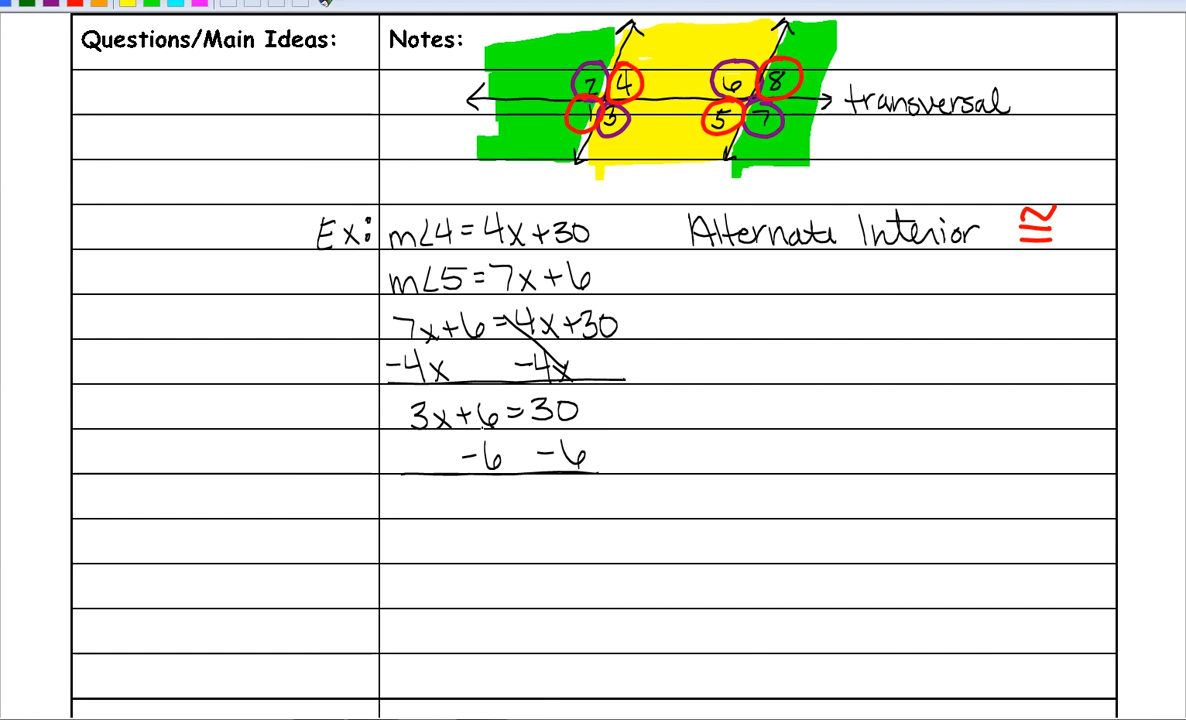 Questions/Main Ideas:
Notes:
2 4 6 8
1 3 5 7
transversal
Ex: m∠4 = 4x + 30 Alternate Interior ≅
m∠5 = 7x + 6
7x + 6 = 4x + 30
-4x -4x
3x + 6 = 30
-6 -6